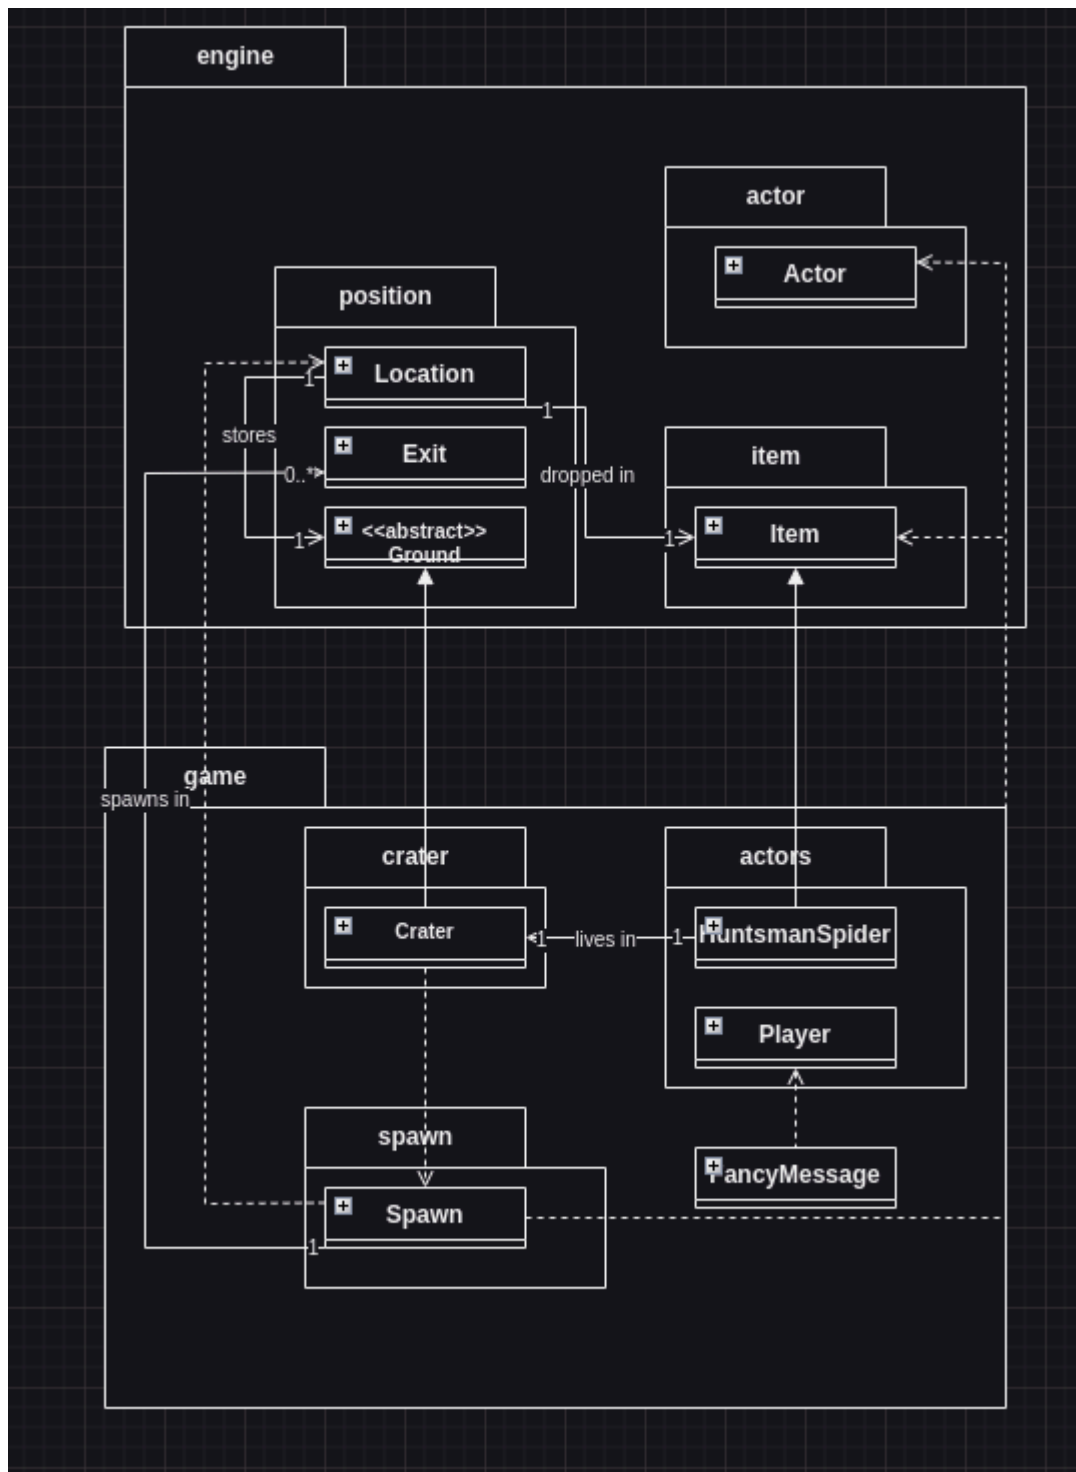 engine
actor
Actor
position
Location
1
1
stores
Exit
item
0..*
dropped in
<<abstract>>
Ground
1
1
Item
game
spawns in
crater
actors
Crater
1
lives in
1
HuntsmanSpider
Player
spawn
FancyMessage
Spawn
1